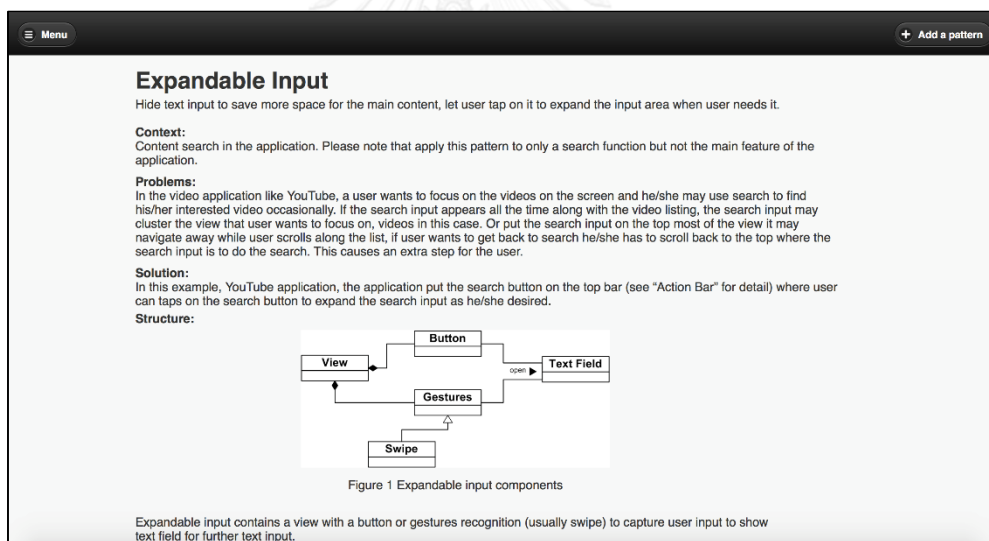 Menu
Add a pattern
Expandable Input
Hide text input to save more space for the main content, let user tap on it to expand the input area when user needs it.
Context:
Content search in the application. Please note that apply this pattern to only a search function but not the main feature of the
application.
Problems:
In the video application like YouTube, a user wants to focus on the videos on the screen and he/she may use search to find
his/her interested video occasionally. If the search input appears all the time along with the video listing, the search input may
cluster the view that user wants to focus on, videos in this case. Or put the search input on the top most of the view it may
navigate away while user scrolls along the list, if user wants to get back to search he/she has to scroll back to the top where the
search input is to do the search. This causes an extra step for the user.
Solution:
In this example, YouTube application, the application put the search button on the top bar (see "Action Bar" for detail) where user
can taps on the search button to expand the search input as he/she desired.
Structure:
Button
View
Text Field
open
Gestures
Swipe
Figure 1 Expandable input components
Expandable input contains a view with a button or gestures recognition (usually swipe) to capture user input to show
text field for further text input.